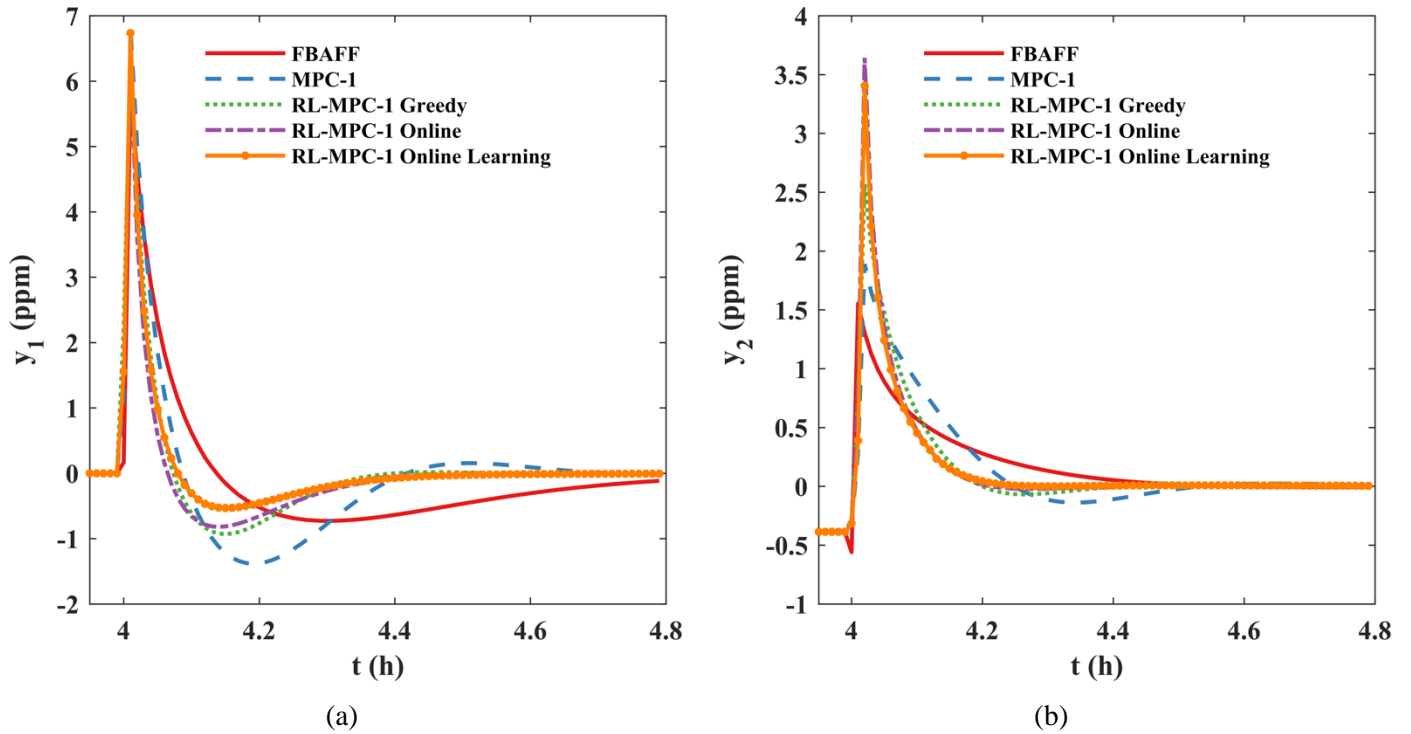 7
6
5
4
3
2
1
0
-1
-2
y1 (ppm)
FBAFF
MPC-1
RL-MPC-1 Greedy
RL-MPC-1 Online
RL-MPC-1 Online Learning
4 4.2 4.4 4.6 4.8
t (h)
(a)
4
3.5
3
2.5
2
1.5
1
0.5
0
-0.5
-1
y2 (ppm)
FBAFF
MPC-1
RL-MPC-1 Greedy
RL-MPC-1 Online
RL-MPC-1 Online Learning
4 4.2 4.4 4.6 4.8
t (h)
(b)